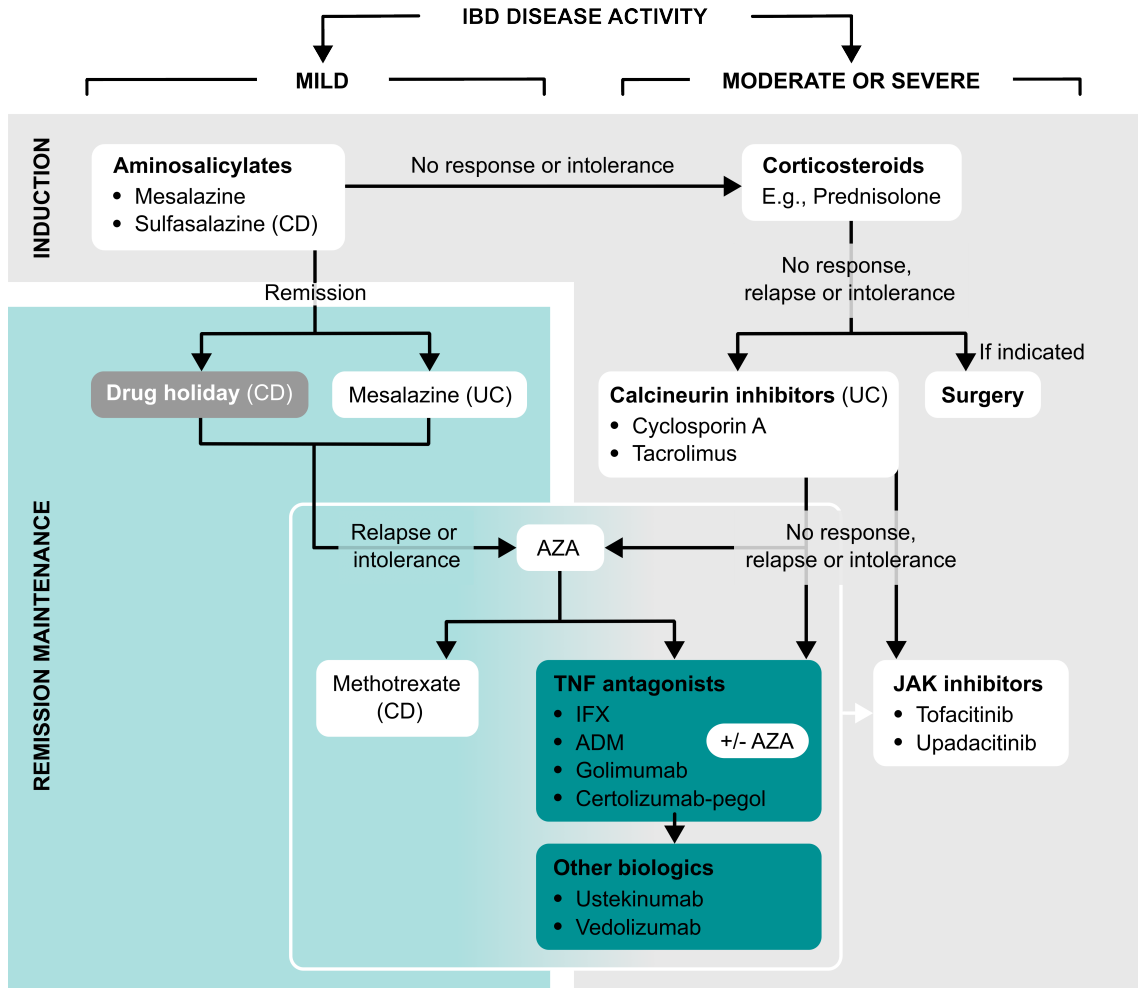 IBD DISEASE ACTIVITY
MILD
MODERATE OR SEVERE
INDUCTION
Aminosalicylates
• Mesalazine
• Sulfasalazine (CD)
No response or intolerance
Corticosteroids
E.g., Prednisolone
Remission
No response,
relapse or intolerance
If indicated
REMISSION MAINTENANCE
Drug holiday (CD)
Mesalazine (UC)
Calcineurin inhibitors (UC)
• Cyclosporin A
• Tacrolimus
Surgery
Relapse or
intolerance
AZA
No response,
relapse or intolerance
Methotrexate
(CD)
TNF antagonists
• IFX
• ADM
• Golimumab
• Certolizumab-pegol
+/- AZA
JAK inhibitors
• Tofacitinib
• Upadacitinib
Other biologics
• Ustekinumab
• Vedolizumab